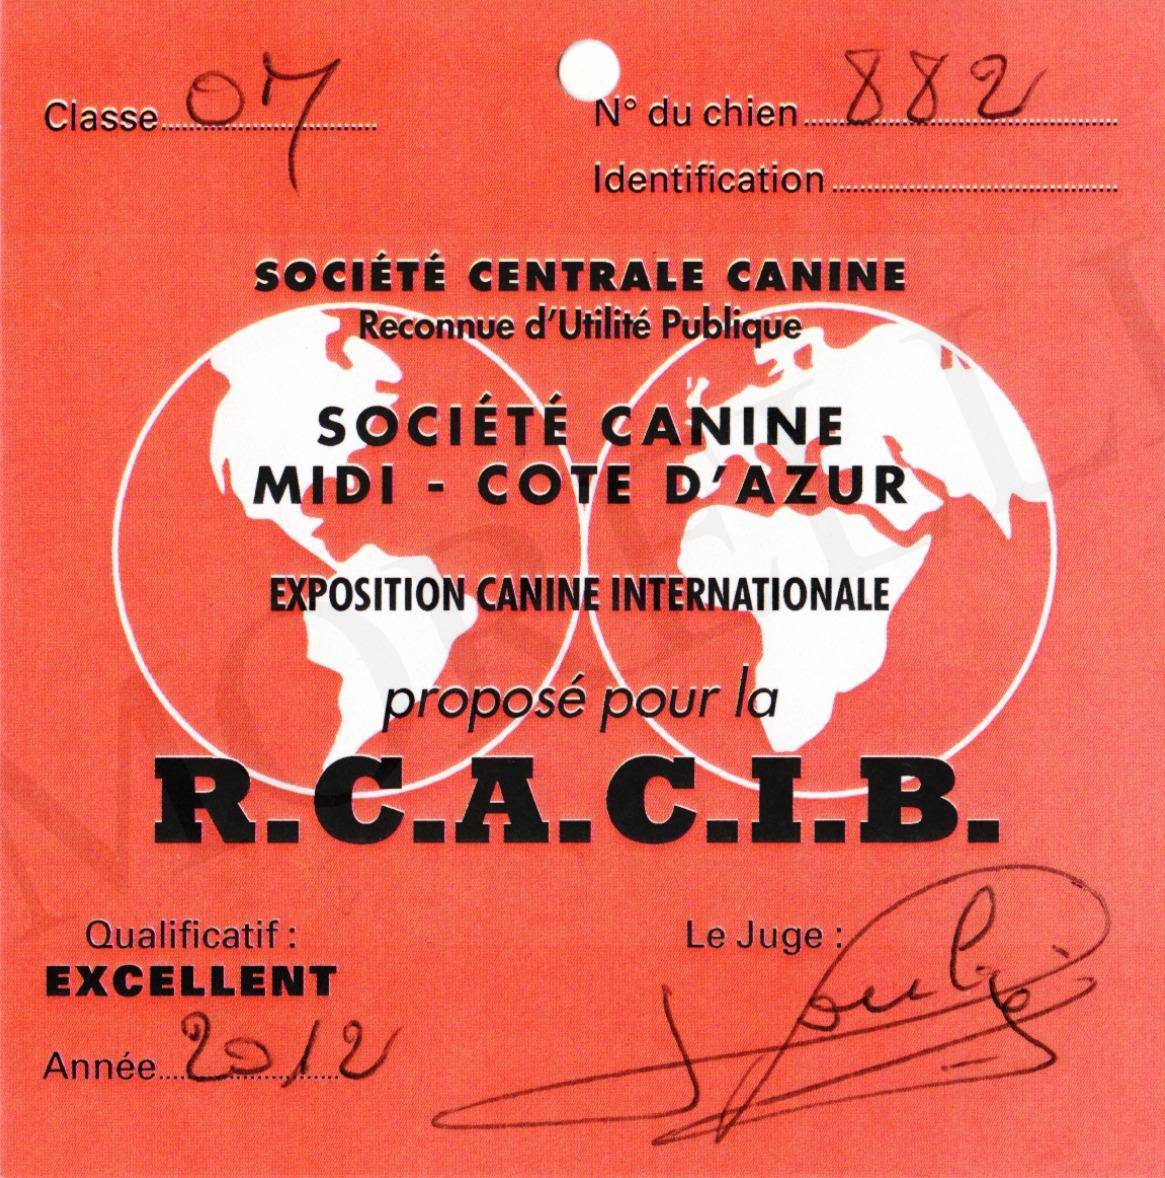 Classe 07
N° du chien 882
Identification
SOCIÉTÉ CENTRALE CANINE
Reconnue d'Utilité Publique
SOCIÉTÉ CANINE
MIDI - COTE D'AZUR
EXPOSITION CANINE INTERNATIONALE
proposé pour la
R.C.A.C.I.B.
Qualificatif :
EXCELLENT
Le Juge :
Année 2012
MORELLI